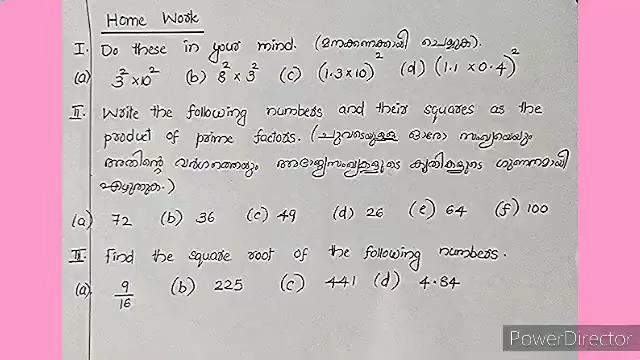 Home Work
I. Do these in your mind. (മനക്കണക്കായി ചെയ്യുക).
(a) 3² × 10² (b) 8² × 3² (c) (1.3 × 10)² (d) (1.1 × 0.4)²
II. Write the following numbers and their squares as the
product of prime factors. (ചുവടെയുള്ള ഓരോ സംഖ്യയെയും
അതിന്റെ വർഗത്തെയും അഭാജ്യസംഖ്യകളുടെ കൃതികളുടെ ഗുണനമായി
എഴുതുക.)
(a) 72 (b) 36 (c) 49 (d) 26 (e) 64 (f) 100
III. Find the square root of the following numbers.
(a) 9/16 (b) 225 (c) 441 (d) 4.84
PowerDirector